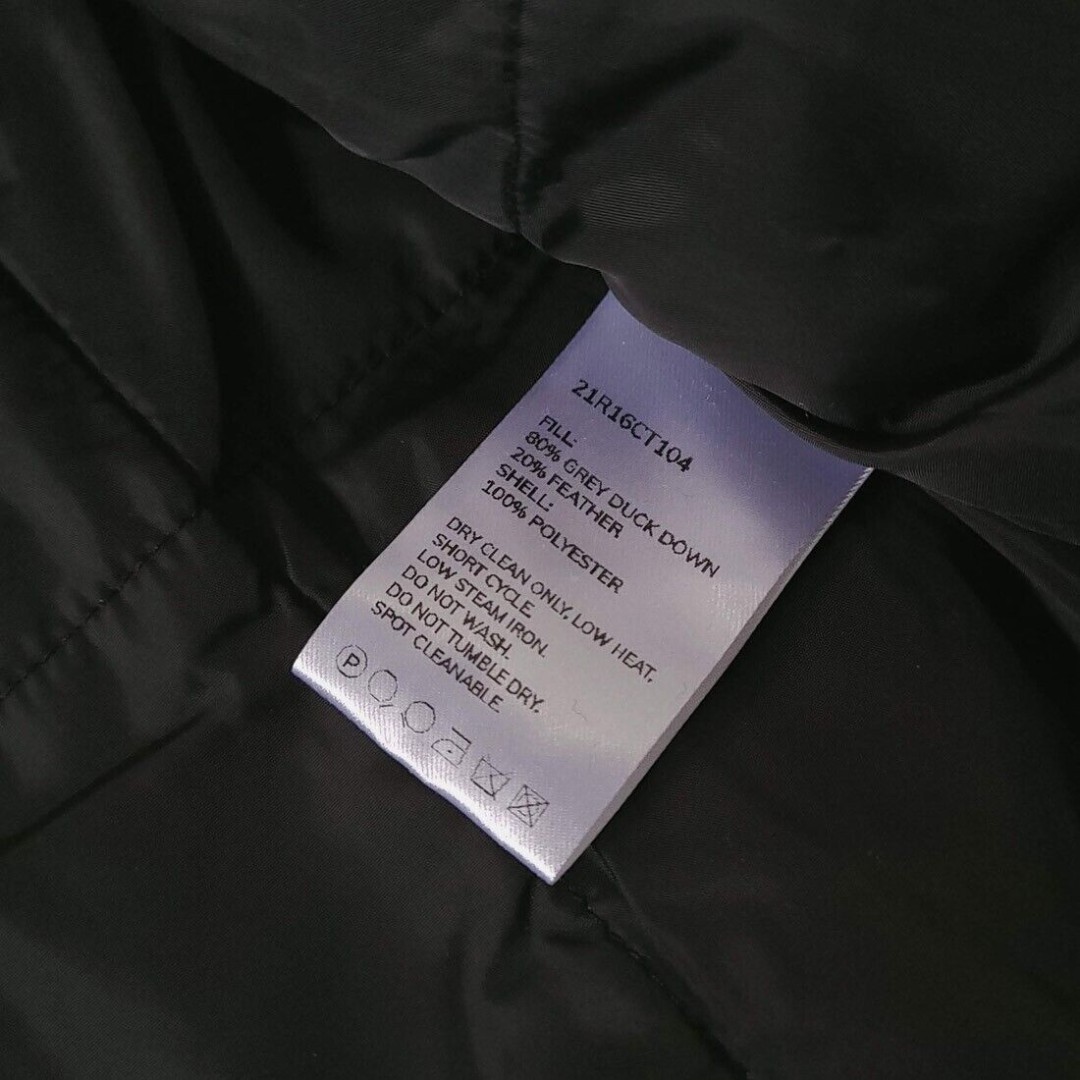 21R16CT104
FILL:
80% GREY DUCK DOWN
20% FEATHER
SHELL:
100% POLYESTER
DRY CLEAN ONLY, LOW HEAT,
SHORT CYCLE.
LOW STEAM IRON.
DO NOT WASH.
DO NOT TUMBLE DRY.
SPOT CLEANABLE.
P